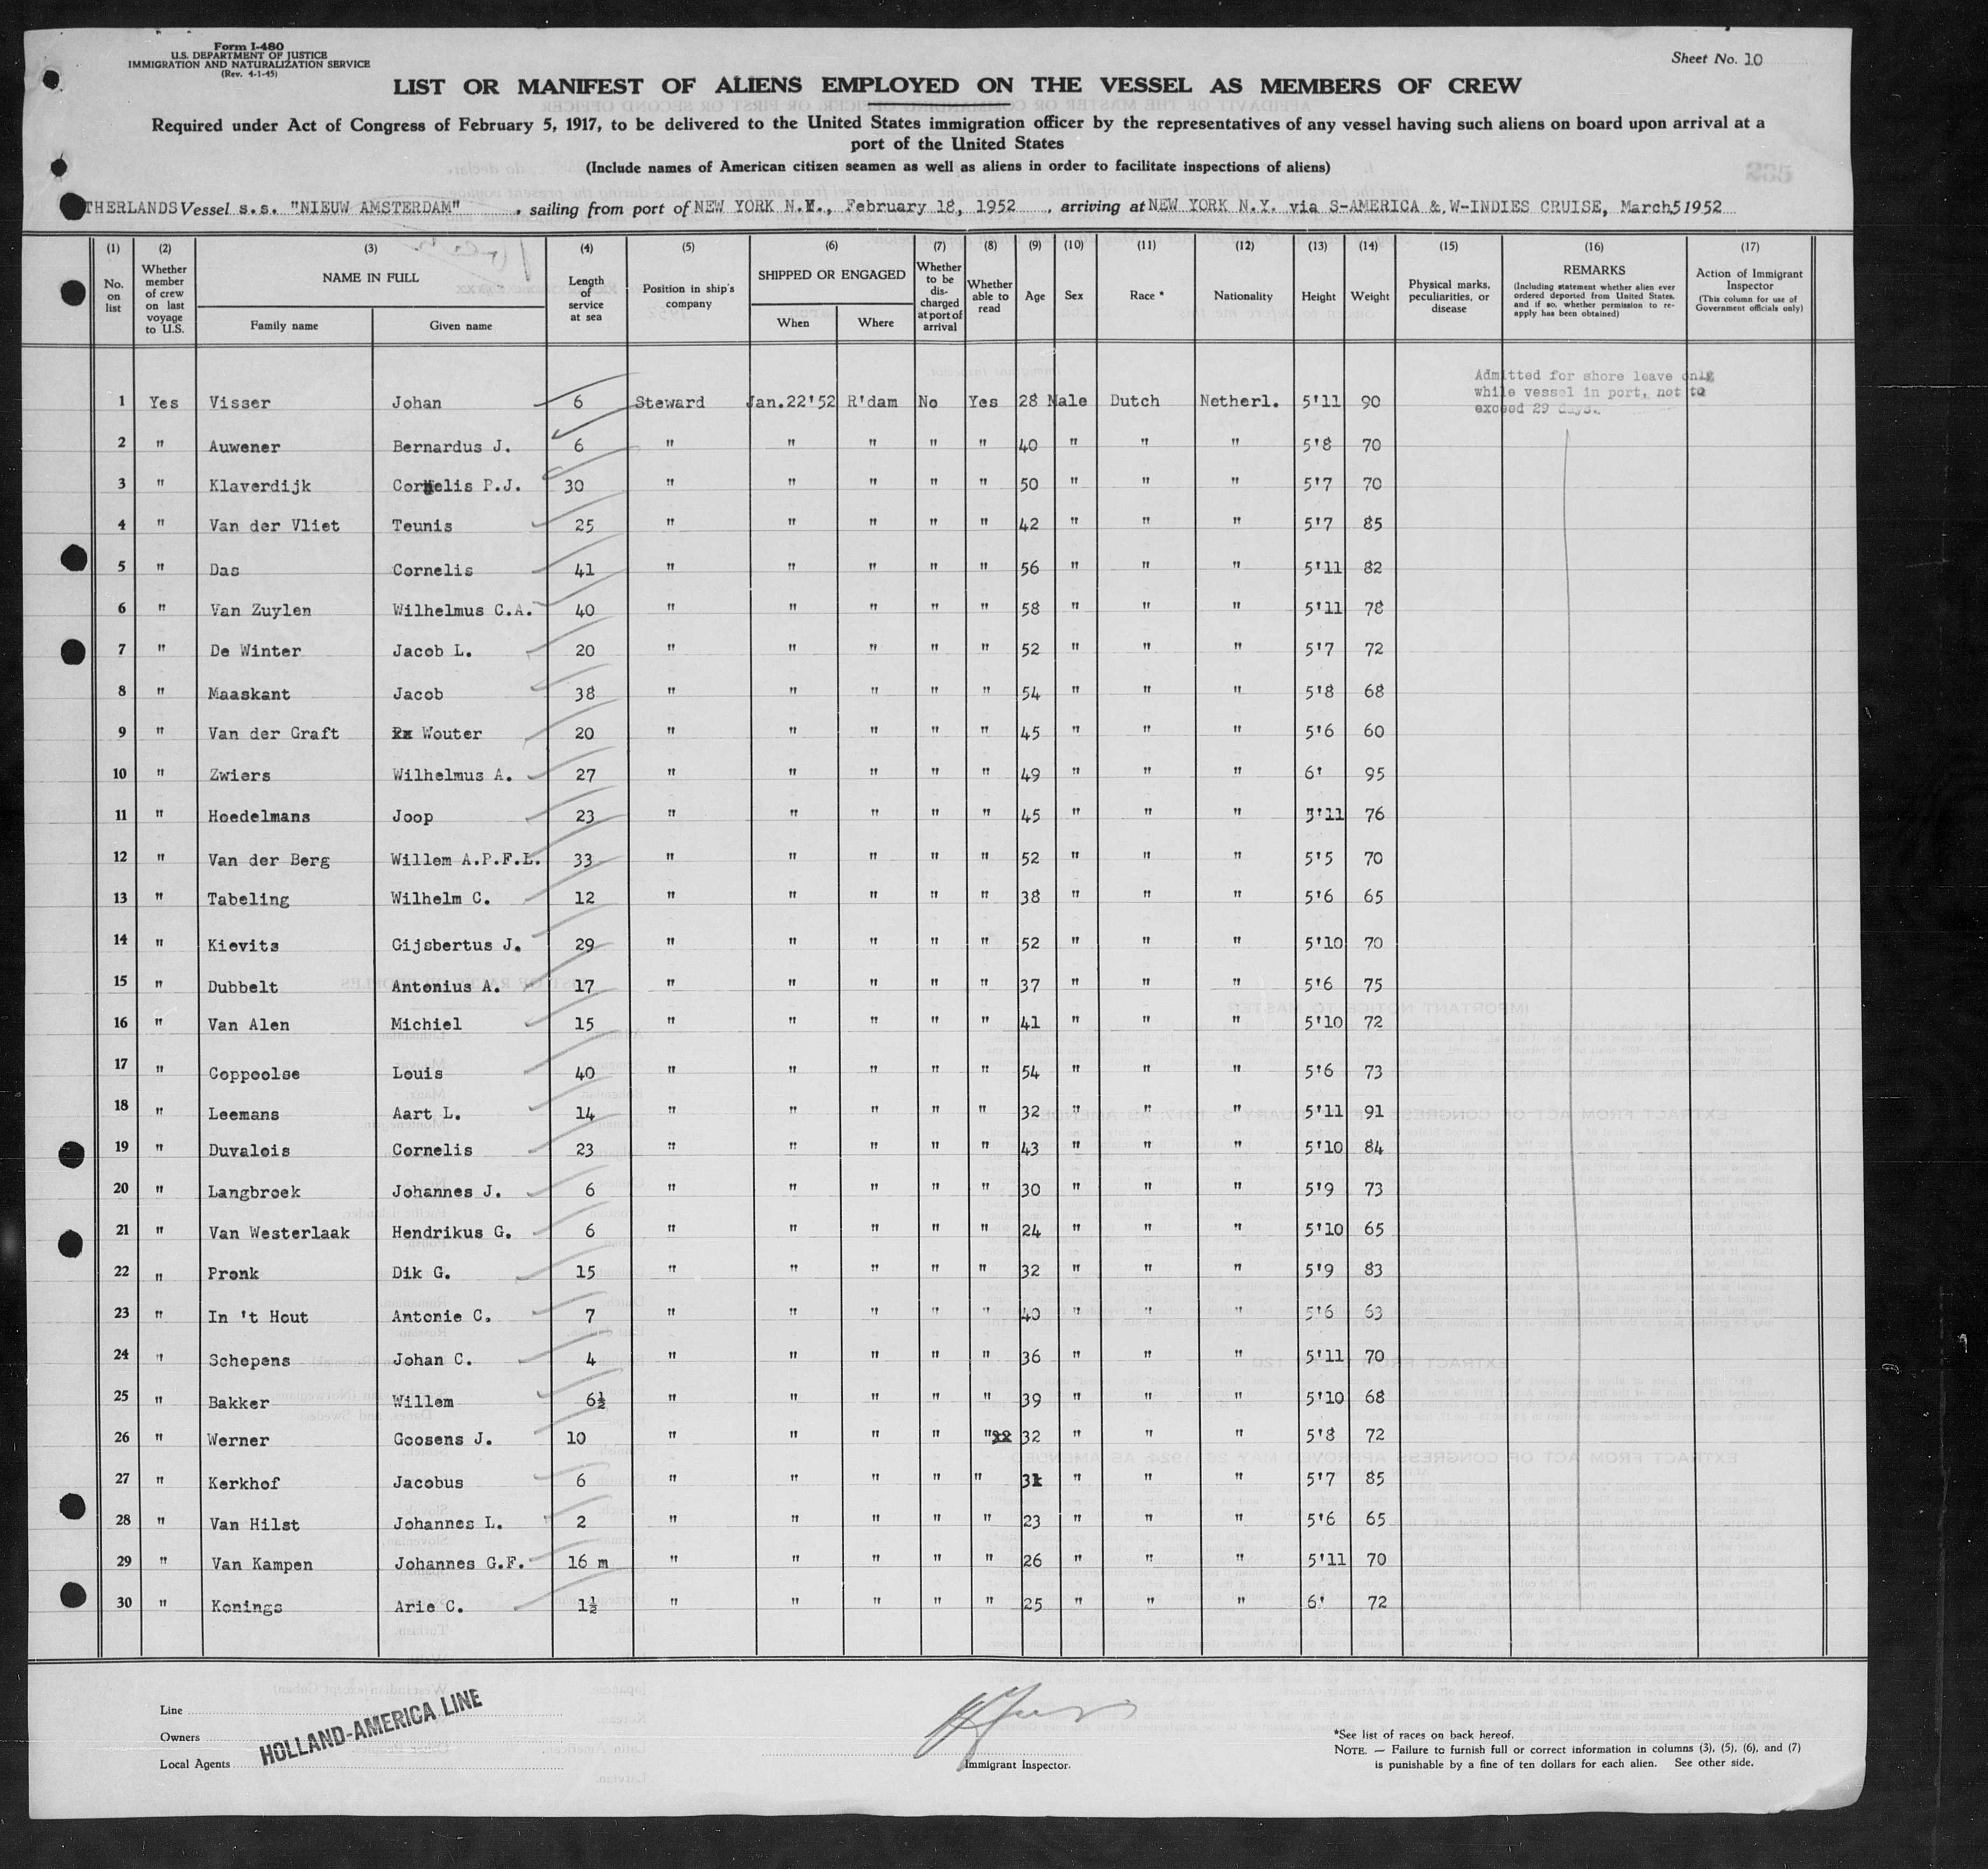 Form I-480
U.S. DEPARTMENT OF JUSTICE
IMMIGRATION AND NATURALIZATION SERVICE
(Rev. 4-1-45)
Sheet No. 10
LIST OR MANIFEST OF ALIENS EMPLOYED ON THE VESSEL AS MEMBERS OF CREW
Required under Act of Congress of February 5, 1917, to be delivered to the United States immigration officer by the representatives of any vessel having such aliens on board upon arrival at a
port of the United States
(Include names of American citizen seamen as well as aliens in order to facilitate inspections of aliens)
THERLANDS Vessel s.s. "NIEUW AMSTERDAM", sailing from port of NEW YORK N.Y., February 18, 1952, arriving at NEW YORK N.Y. via S-AMERICA & W-INDIES CRUISE, March 5 1952
(1) (2) (3) (4) (5) (6) (7) (8) (9) (10) (11) (12) (13) (14) (15) (16) (17)
No. on list
Whether member of crew on last voyage to U.S.
NAME IN FULL
Family name Given name
Length of service at sea
Position in ship's company
SHIPPED OR ENGAGED
When Where
Whether to be discharged at port of arrival
Whether able to read
Age
Sex
Race *
Nationality
Height
Weight
Physical marks, peculiarities, or disease
REMARKS
(Including statement whether alien ever ordered deported from United States, and if so, whether permission to reapply has been obtained)
Action of Immigrant Inspector
(This column for use of Government officials only)
Admitted for shore leave only
while vessel in port, not to
exceed 29 days.
1 Yes Visser Johan 6 Steward Jan.22'52 R'dam No Yes 28 Male Dutch Netherl. 5'11 90
2 " Auwener Bernardus J. 6 " " " " " 40 " " " 5'8 70
3 " Klaverdijk Cornelis P.J. 30 " " " " " 50 " " " 5'7 70
4 " Van der Vliet Teunis 25 " " " " " 42 " " " 5'7 85
5 " Das Cornelis 41 " " " " " 56 " " " 5'11 82
6 " Van Zuylen Wilhelmus C.A. 40 " " " " " 58 " " " 5'11 78
7 " De Winter Jacob L. 20 " " " " " 52 " " " 5'7 72
8 " Maaskant Jacob 38 " " " " " 54 " " " 5'8 68
9 " Van der Graft Wouter 20 " " " " " 45 " " " 5'6 60
10 " Zwiers Wilhelmus A. 27 " " " " " 49 " " " 6' 95
11 " Hoedelmans Joop 23 " " " " " 45 " " " 5'11 76
12 " Van der Berg Willem A.P.F.L. 33 " " " " " 52 " " " 5'5 70
13 " Tabeling Wilhelm C. 12 " " " " " 38 " " " 5'6 65
14 " Kievits Gijsbertus J. 29 " " " " " 52 " " " 5'10 70
15 " Dubbelt Antonius A. 17 " " " " " 37 " " " 5'6 75
16 " Van Alen Michiel 15 " " " " " 41 " " " 5'10 72
17 " Coppoolse Louis 40 " " " " " 54 " " " 5'6 73
18 " Leemans Aart L. 14 " " " " " 32 " " " 5'11 91
19 " Duvalois Cornelis 23 " " " " " 43 " " " 5'10 84
20 " Langbroek Johannes J. 6 " " " " " 30 " " " 5'9 73
21 " Van Westerlaak Hendrikus G. 6 " " " " " 24 " " " 5'10 65
22 " Pronk Dik G. 15 " " " " " 32 " " " 5'9 83
23 " In 't Hout Antonie C. 7 " " " " " 40 " " " 5'6 63
24 " Schepens Johan C. 4 " " " " " 36 " " " 5'11 70
25 " Bakker Willem 6½ " " " " " 39 " " " 5'10 68
26 " Werner Goosens J. 10 " " " " " 32 " " " 5'8 72
27 " Kerkhof Jacobus 6 " " " " " 31 " " " 5'7 85
28 " Van Hilst Johannes L. 2 " " " " " 23 " " " 5'6 65
29 " Van Kampen Johannes G.F. 16 m " " " " " 26 " " " 5'11 70
30 " Konings Arie C. 1½ " " " " " 25 " " " 6' 72
Line
Owners
Local Agents
HOLLAND-AMERICA LINE
Immigrant Inspector.
*See list of races on back hereof.
NOTE. — Failure to furnish full or correct information in columns (3), (5), (6), and (7)
is punishable by a fine of ten dollars for each alien. See other side.